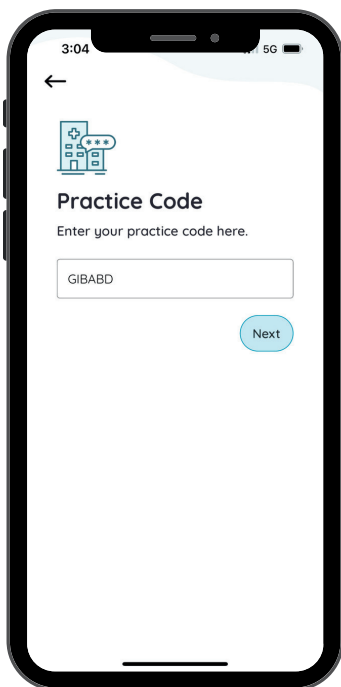 3:04 5G
***
Practice Code
Enter your practice code here.
GIBABD
Next